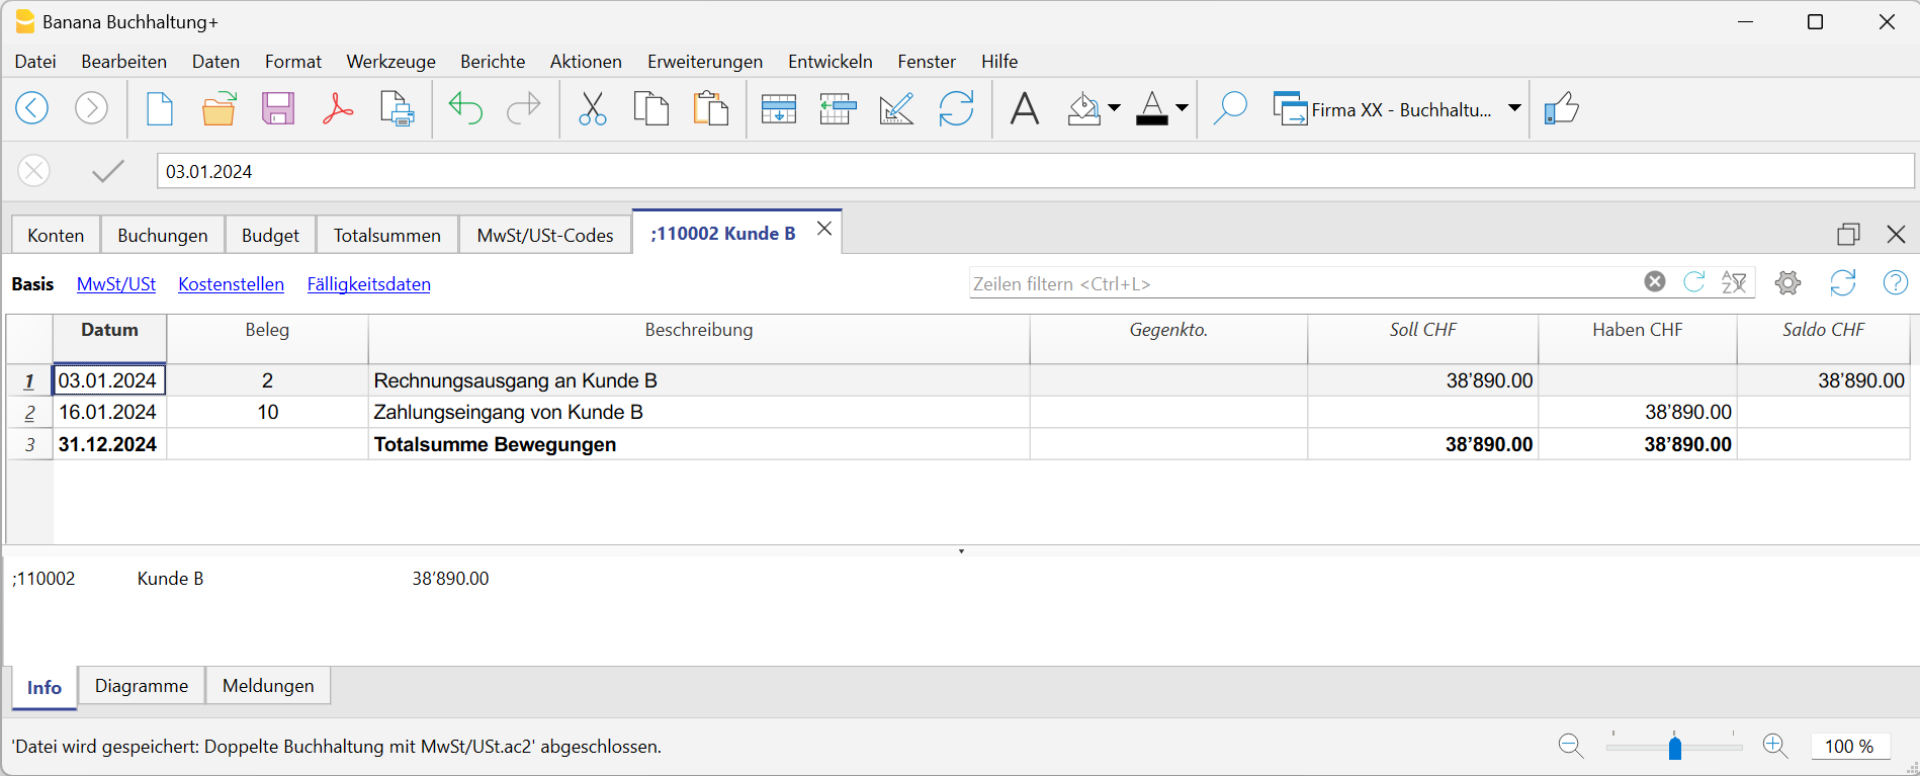 Banana Buchhaltung+
Datei Bearbeiten Daten Format Werkzeuge Berichte Aktionen Erweiterungen Entwickeln Fenster Hilfe
Firma XX - Buchhaltu...
03.01.2024
Konten Buchungen Budget Totalsummen MwSt/USt-Codes ;110002 Kunde B
Basis MwSt/USt Kostenstellen Fälligkeitsdaten Zeilen filtern <Ctrl+L>
Datum Beleg Beschreibung Gegenkto. Soll CHF Haben CHF Saldo CHF
1 03.01.2024 2 Rechnungsausgang an Kunde B 38’890.00 38’890.00
2 16.01.2024 10 Zahlungseingang von Kunde B 38’890.00
3 31.12.2024 Totalsumme Bewegungen 38’890.00 38’890.00
;110002 Kunde B 38’890.00
Info Diagramme Meldungen
'Datei wird gespeichert: Doppelte Buchhaltung mit MwSt/USt.ac2' abgeschlossen. 100 %